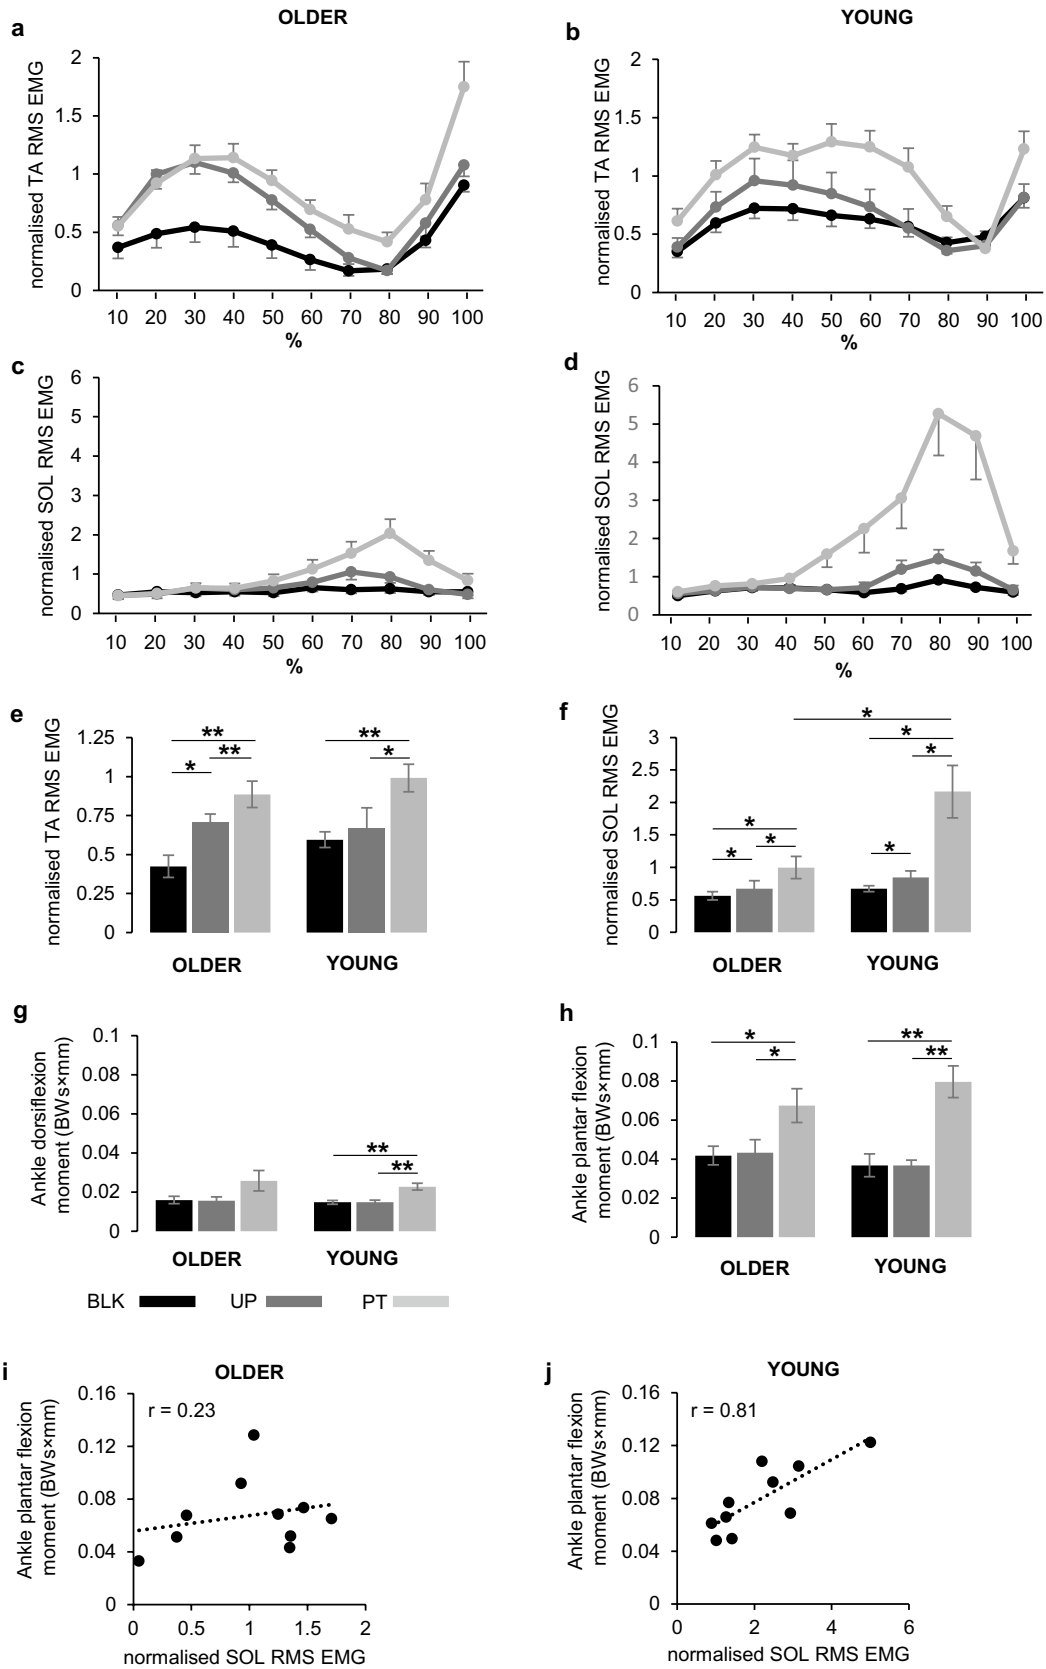 OLDER
YOUNG
a
b
normalised TA RMS EMG
2
1.5
1
0.5
0
10 20 30 40 50 60 70 80 90 100
%
normalised TA RMS EMG
2
1.5
1
0.5
0
10 20 30 40 50 60 70 80 90 100
%
c
d
normalised SOL RMS EMG
6
5
4
3
2
1
0
10 20 30 40 50 60 70 80 90 100
%
normalised SOL RMS EMG
6
5
4
3
2
1
0
10 20 30 40 50 60 70 80 90 100
%
e
f
normalised TA RMS EMG
1.25
1
0.75
0.5
0.25
0
**
**
*
**
*
OLDER YOUNG
normalised SOL RMS EMG
3
2.5
2
1.5
1
0.5
0
*
*
*
*
*
*
*
OLDER YOUNG
g
h
Ankle dorsiflexion
moment (BWs×mm)
0.1
0.08
0.06
0.04
0.02
0
**
**
OLDER YOUNG
Ankle plantar flexion
moment (BWs×mm)
0.1
0.08
0.06
0.04
0.02
0
*
*
**
**
OLDER YOUNG
BLK UP PT
i
OLDER
j
YOUNG
Ankle plantar flexion
moment (BWs×mm)
0.16
0.12
0.08
0.04
0
r = 0.23
0 0.5 1 1.5 2
normalised SOL RMS EMG
Ankle plantar flexion
moment (BWs×mm)
0.16
0.12
0.08
0.04
0
r = 0.81
0 2 4 6
normalised SOL RMS EMG